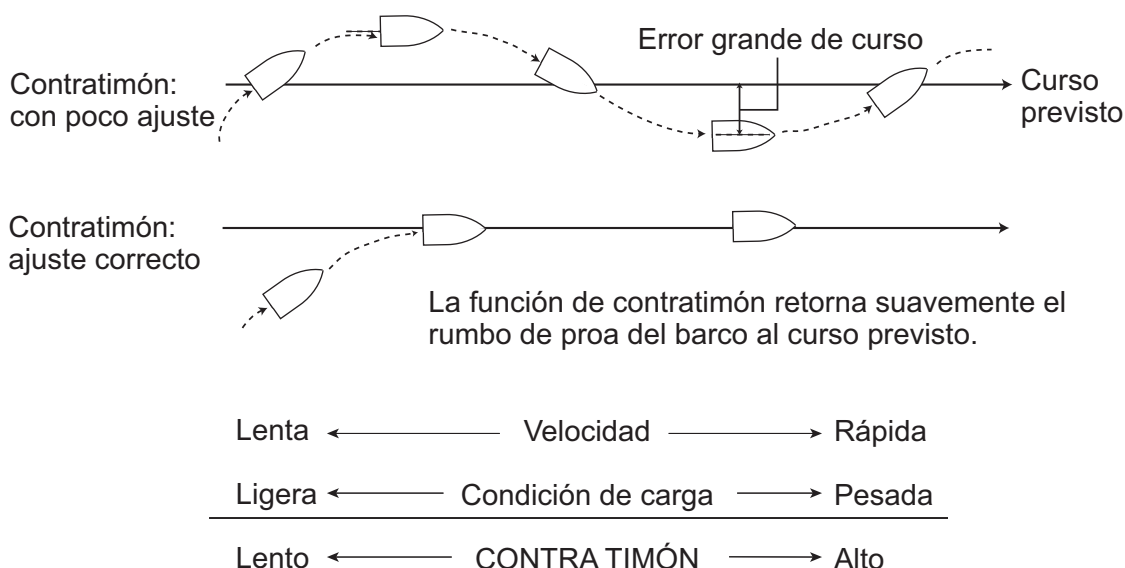 Error grande de curso
Contratimón:
con poco ajuste
Curso
previsto
Contratimón:
ajuste correcto
La función de contratimón retorna suavemente el
rumbo de proa del barco al curso previsto.
Lenta Velocidad Rápida
Ligera Condición de carga Pesada
Lento CONTRA TIMÓN Alto